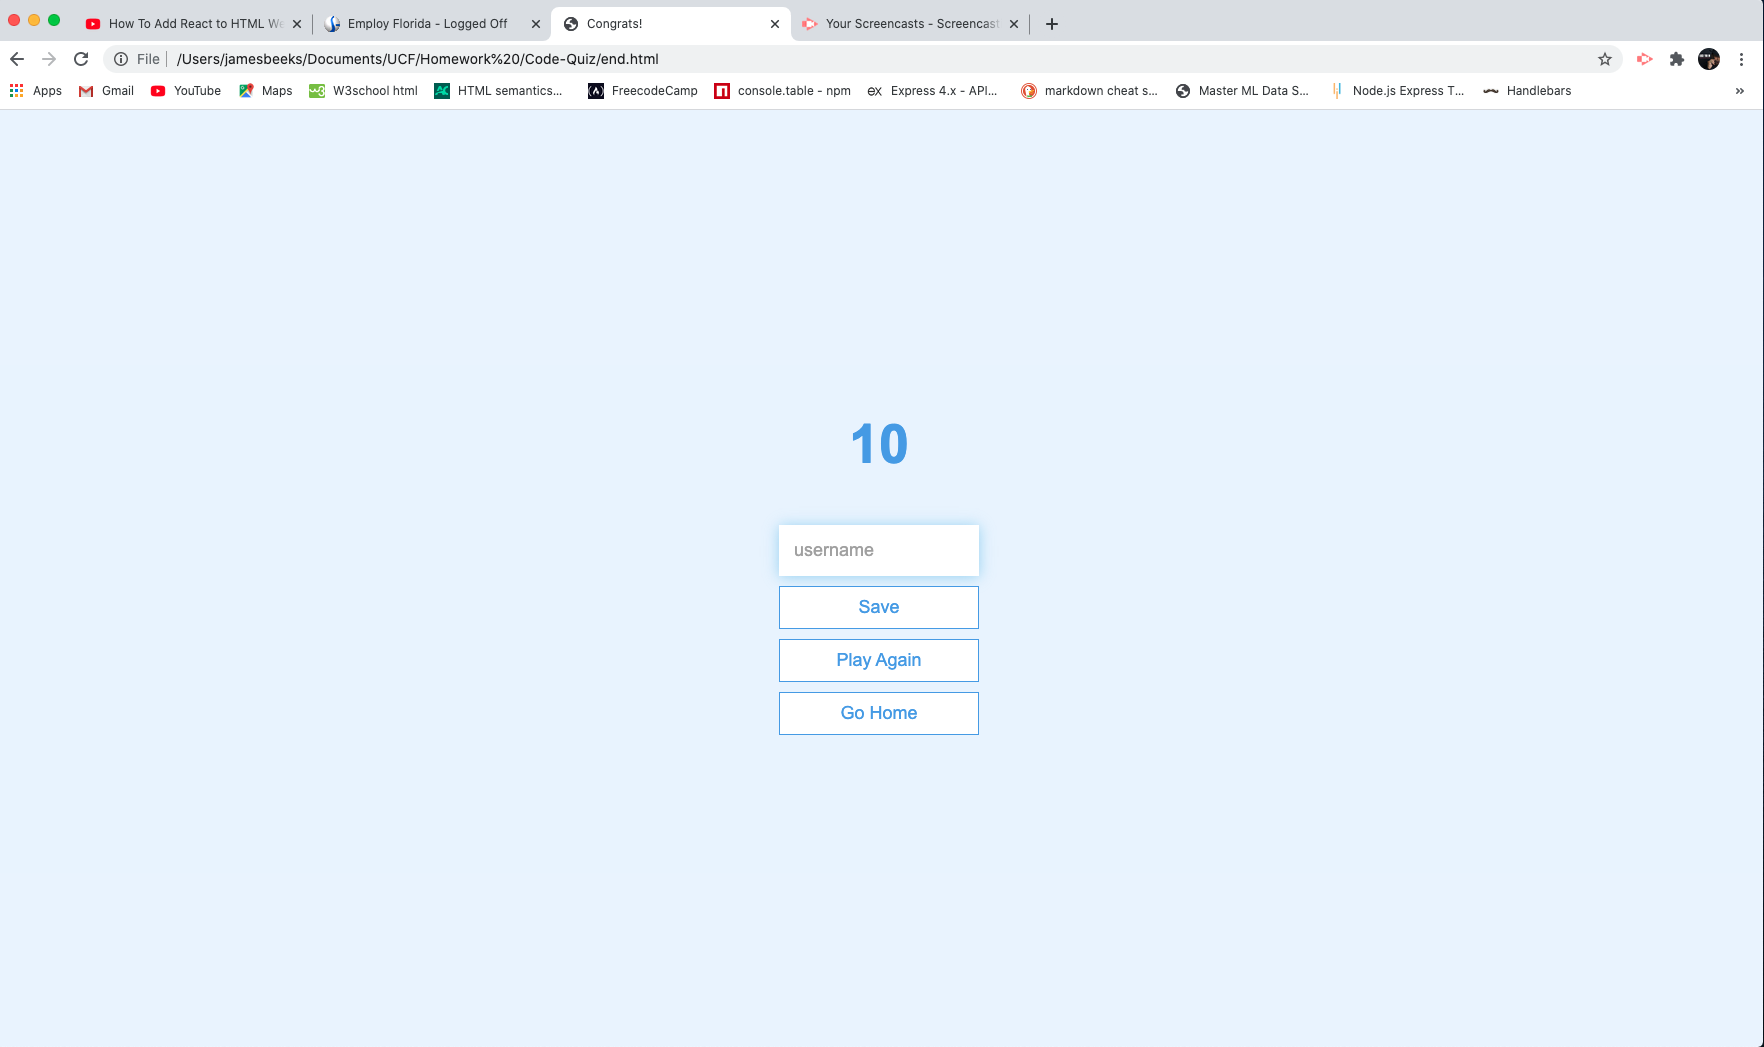 How To Add React to HTML We
Employ Florida - Logged Off
Congrats!
Your Screencasts - Screencast
File
/Users/jamesbeeks/Documents/UCF/Homework%20/Code-Quiz/end.html
Apps
Gmail
YouTube
Maps
W3school html
HTML semantics...
FreecodeCamp
console.table - npm
Express 4.x - API...
markdown cheat s...
Master ML Data S...
Node.js Express T...
Handlebars
10
username
Save
Play Again
Go Home